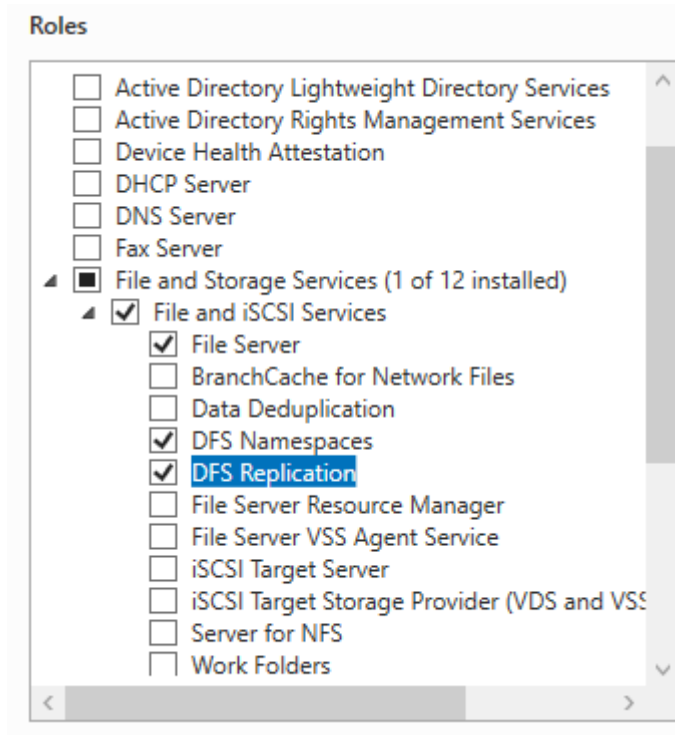 Roles
Active Directory Lightweight Directory Services
Active Directory Rights Management Services
Device Health Attestation
DHCP Server
DNS Server
Fax Server
File and Storage Services (1 of 12 installed)
File and iSCSI Services
File Server
BranchCache for Network Files
Data Deduplication
DFS Namespaces
DFS Replication
File Server Resource Manager
File Server VSS Agent Service
iSCSI Target Server
iSCSI Target Storage Provider (VDS and VSS
Server for NFS
Work Folders